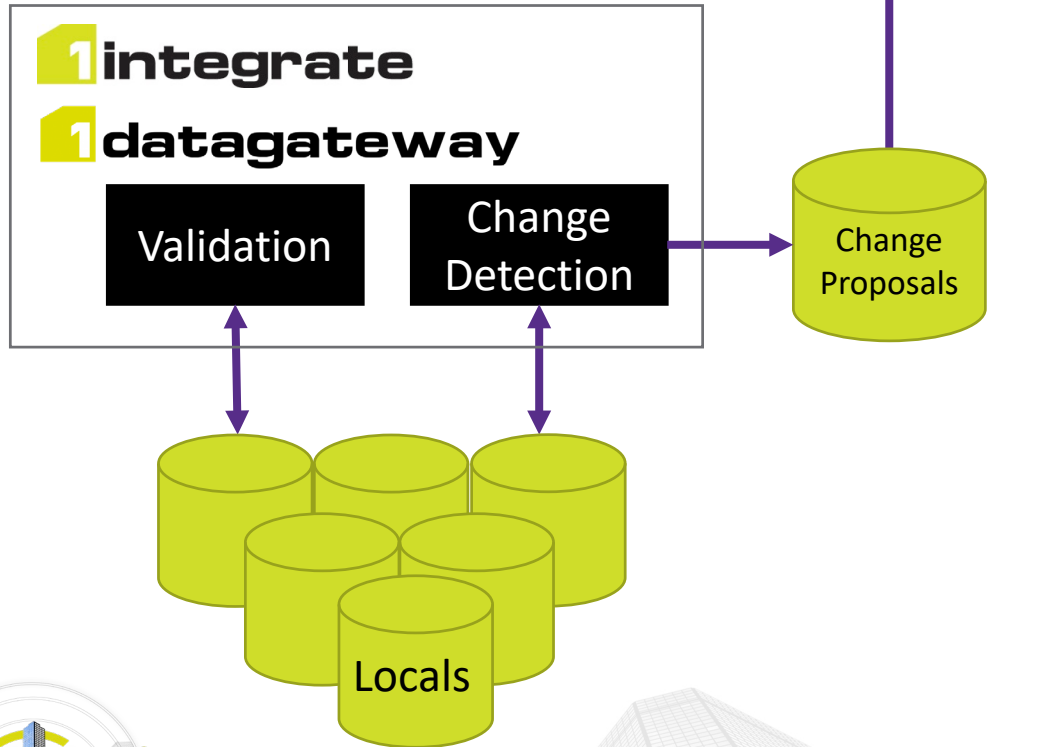 1integrate
1datagateway
Validation
Change
Detection
Change
Proposals
Locals